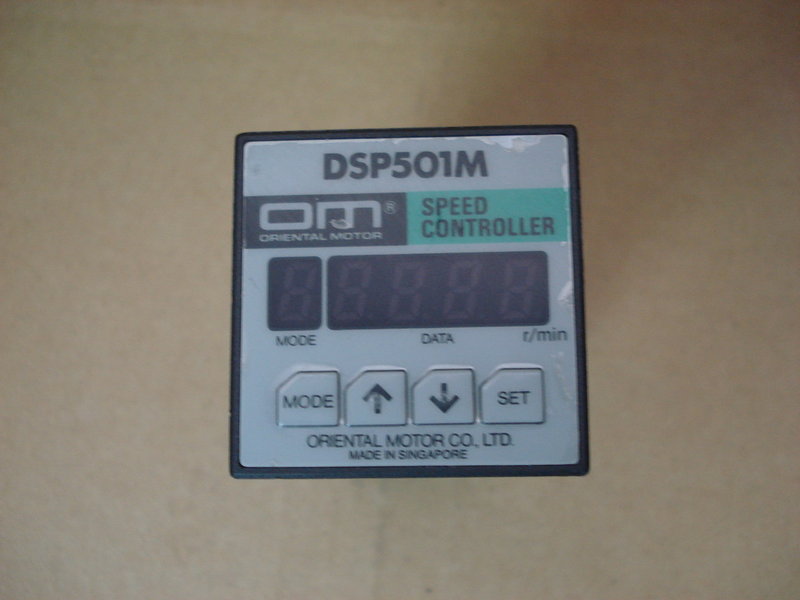 DSP501M
om®
ORIENTAL MOTOR
SPEED
CONTROLLER
MODE DATA r/min
MODE SET
ORIENTAL MOTOR CO., LTD.
MADE IN SINGAPORE